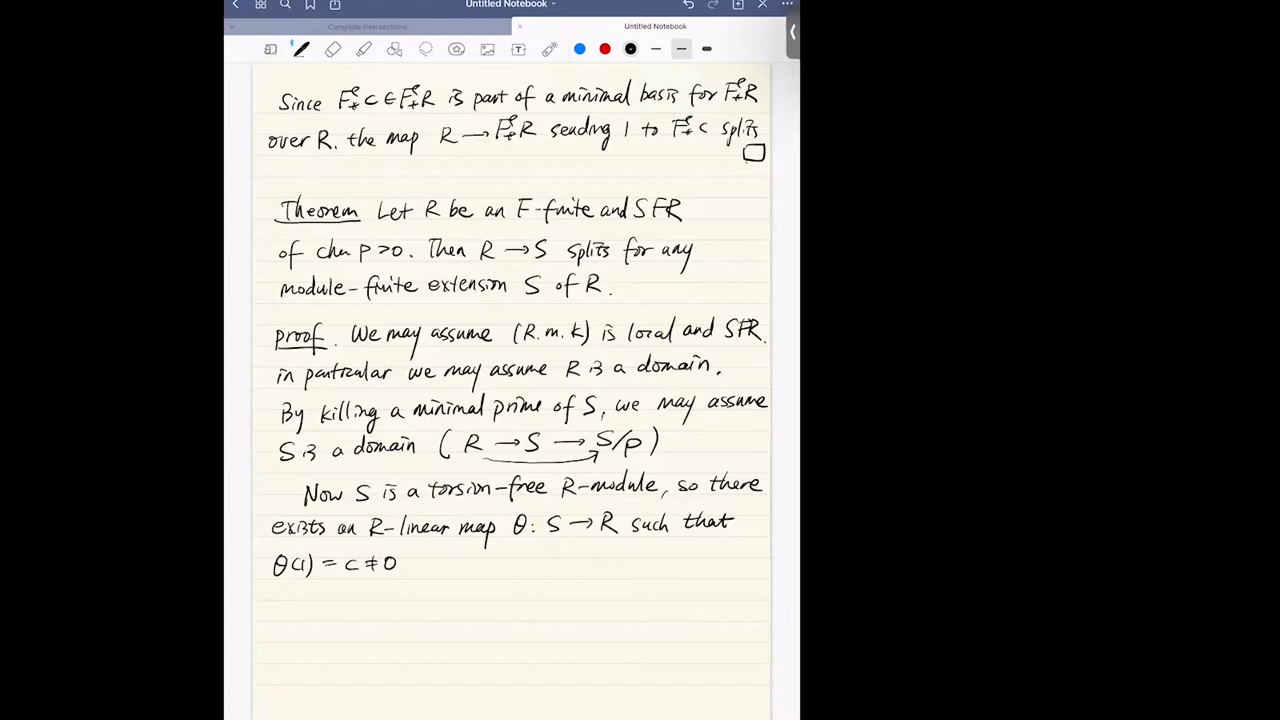 Untitled Notebook
Complete Intersections
Untitled Notebook
Since F^e_* c ∈ F^e_* R is part of a minimal basis for F^e_* R
over R. the map R → F^e_* R sending 1 to F^e_* c splits
□
Theorem Let R be an F-finite and SFR
of char p > 0. Then R → S splits for any
module-finite extension S of R.
proof. We may assume (R.m.k) is local and SFR.
in particular we may assume R is a domain.
By killing a minimal prime of S, we may assume
S is a domain ( R → S → S/p )
Now S is a torsion-free R-module, so there
exists an R-linear map θ: S → R such that
θ(1) = c ≠ 0